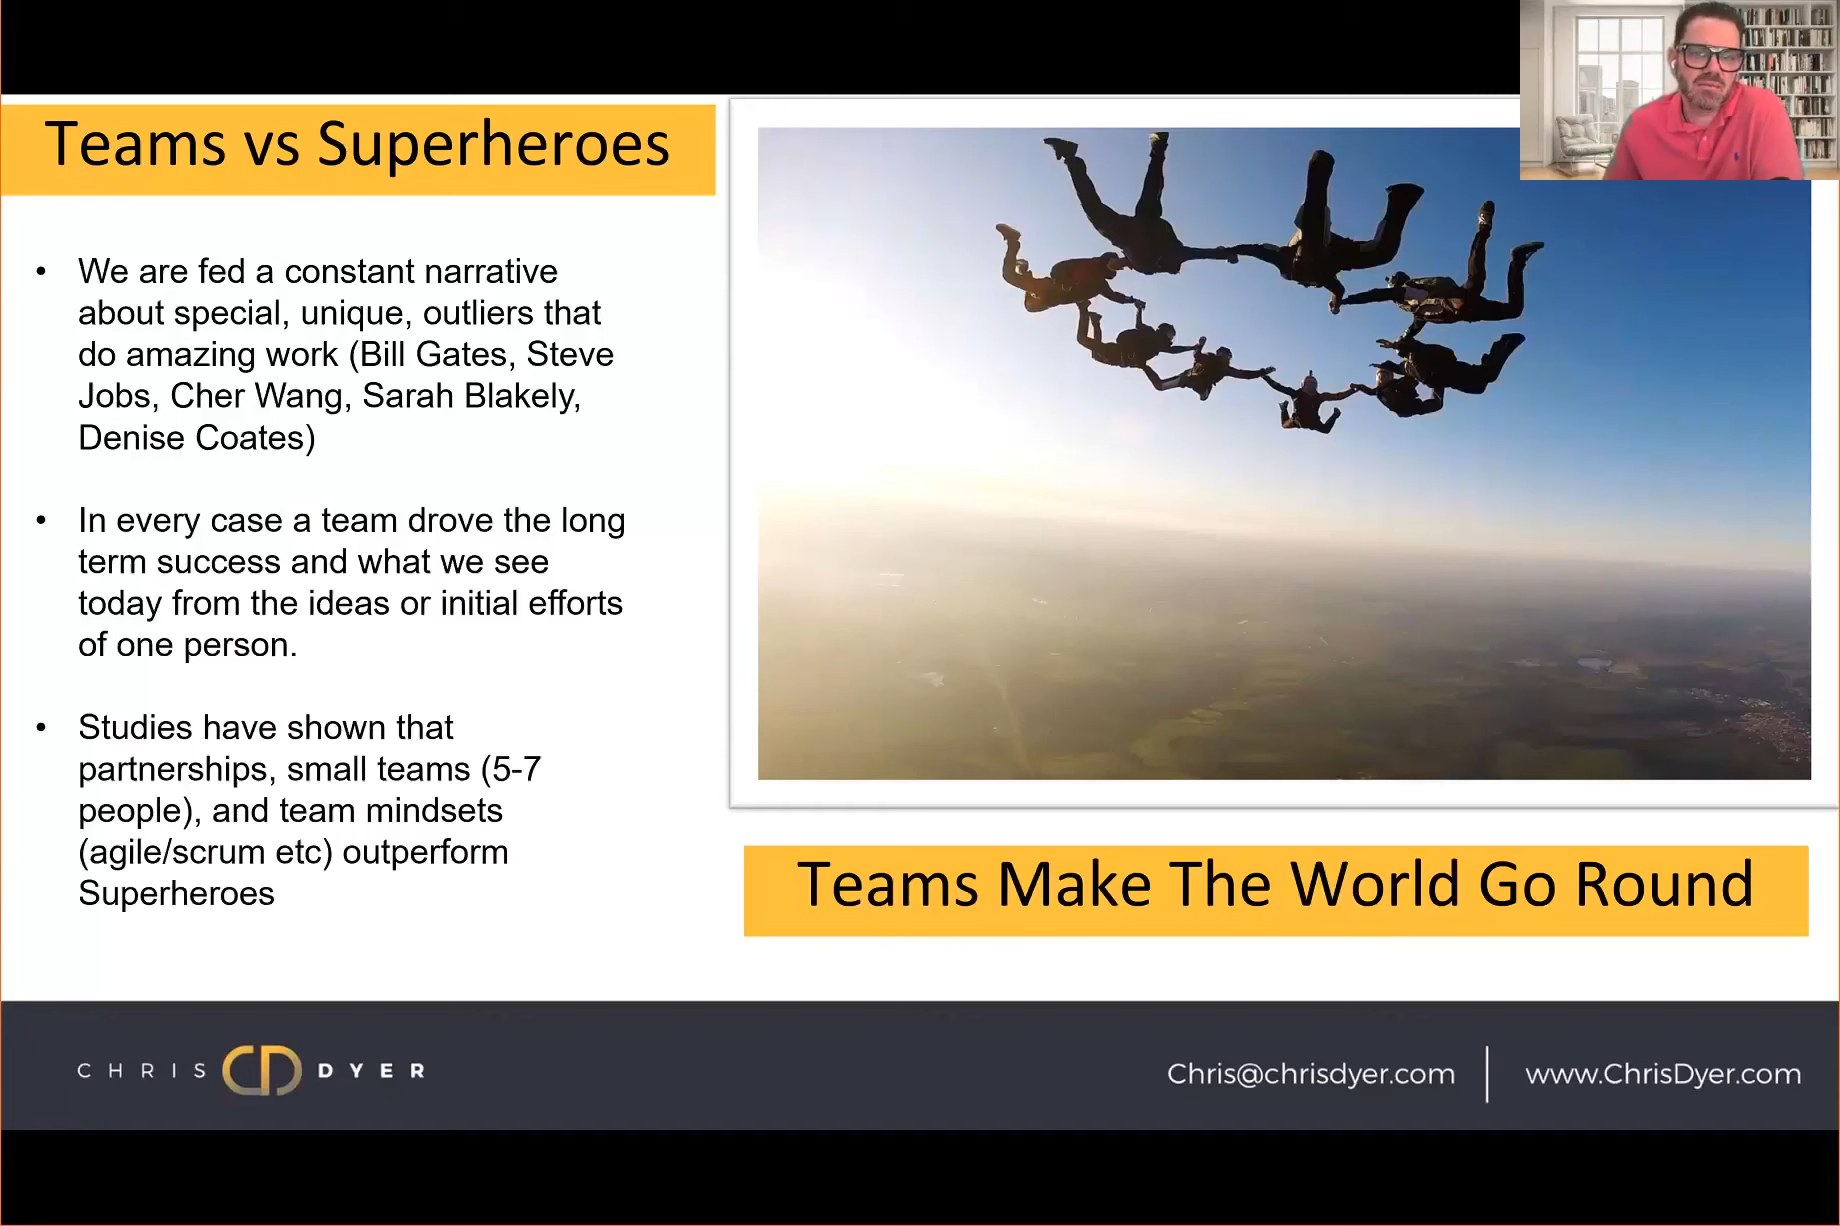 Teams vs Superheroes
• We are fed a constant narrative
about special, unique, outliers that
do amazing work (Bill Gates, Steve
Jobs, Cher Wang, Sarah Blakely,
Denise Coates)
• In every case a team drove the long
term success and what we see
today from the ideas or initial efforts
of one person.
• Studies have shown that
partnerships, small teams (5-7
people), and team mindsets
(agile/scrum etc) outperform
Superheroes
Teams Make The World Go Round
CHRIS CD DYER
Chris@chrisdyer.com | www.ChrisDyer.com